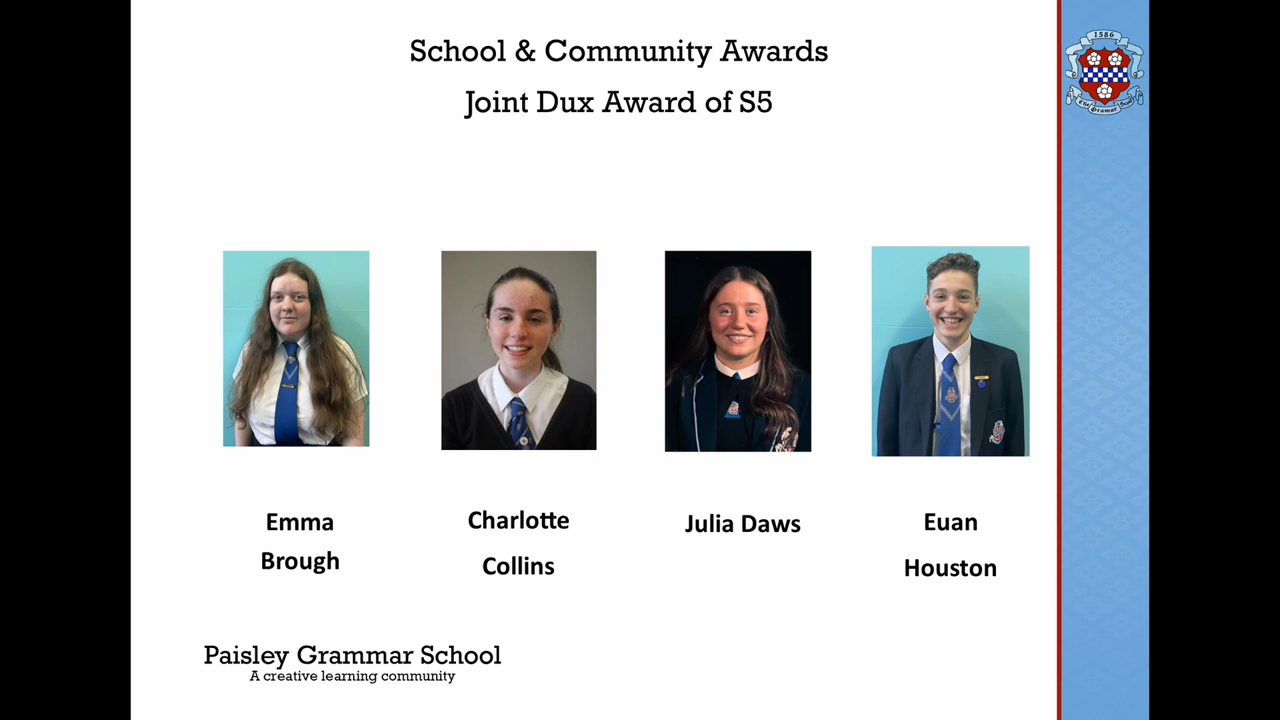 School & Community Awards
Joint Dux Award of S5
1586
Emma
Brough
Charlotte
Collins
Julia Daws
Euan
Houston
Paisley Grammar School
A creative learning community